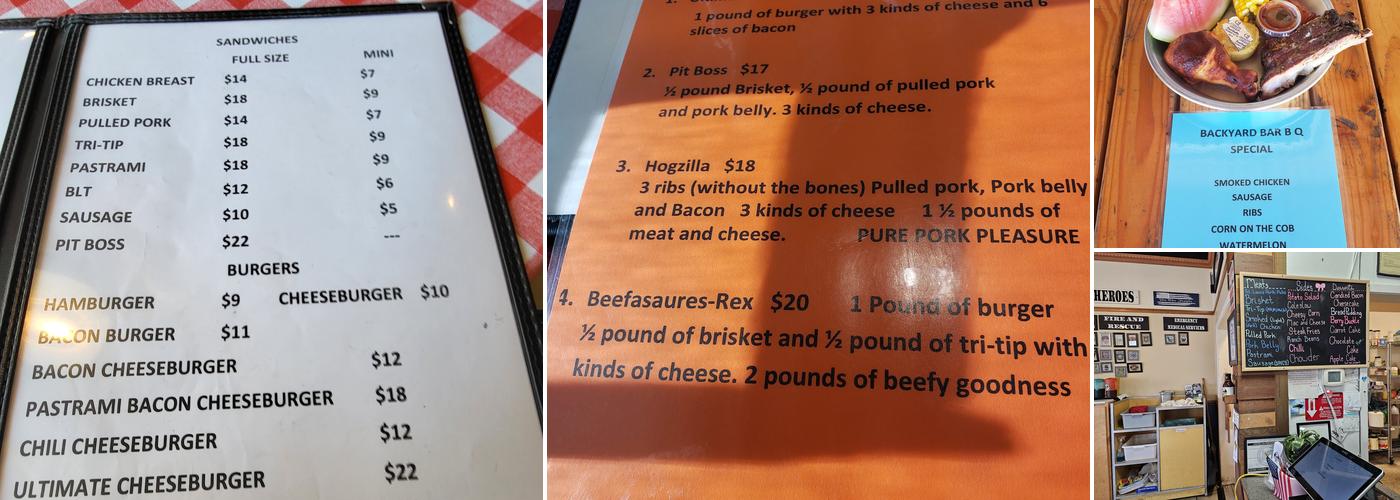 SANDWICHES
FULL SIZE MINI
CHICKEN BREAST $14 $7
BRISKET $18 $9
PULLED PORK $14 $7
TRI-TIP $18 $9
PASTRAMI $18 $9
BLT $12 $6
SAUSAGE $10 $5
PIT BOSS $22 ---
BURGERS
HAMBURGER $9 CHEESEBURGER $10
BACON BURGER $11
BACON CHEESEBURGER $12
PASTRAMI BACON CHEESEBURGER $18
CHILI CHEESEBURGER $12
ULTIMATE CHEESEBURGER $22
1 pound of burger with 3 kinds of cheese and 6
slices of bacon
2. Pit Boss $17
½ pound Brisket, ½ pound of pulled pork
and pork belly. 3 kinds of cheese.
3. Hogzilla $18
3 ribs (without the bones) Pulled pork, Pork belly
and Bacon 3 kinds of cheese 1 ½ pounds of
meat and cheese. PURE PORK PLEASURE
4. Beefasaures-Rex $20 1 Pound of burger
½ pound of brisket and ½ pound of tri-tip with
kinds of cheese. 2 pounds of beefy goodness
BACKYARD BAR B Q
SPECIAL
SMOKED CHICKEN
SAUSAGE
RIBS
CORN ON THE COB
WATERMELON
HEROES
FIRE AND
RESCUE
EMERGENCY
MEDICAL SERVICES
Meats
Brisket
Smoked
Chicken
Pulled Pork
Pork Belly
Pastrami
Sausage
Sides
Potato Salad
Coleslaw
Cheesy Corn
Mac and Cheese
Steak Fries
Ranch Beans
Chili
Chowder
Desserts
Candied Bacon
Cheesecake
Bread Pudding
Berry Buckle
Carrot Cake
Chocolate
Cake
Apple Cake